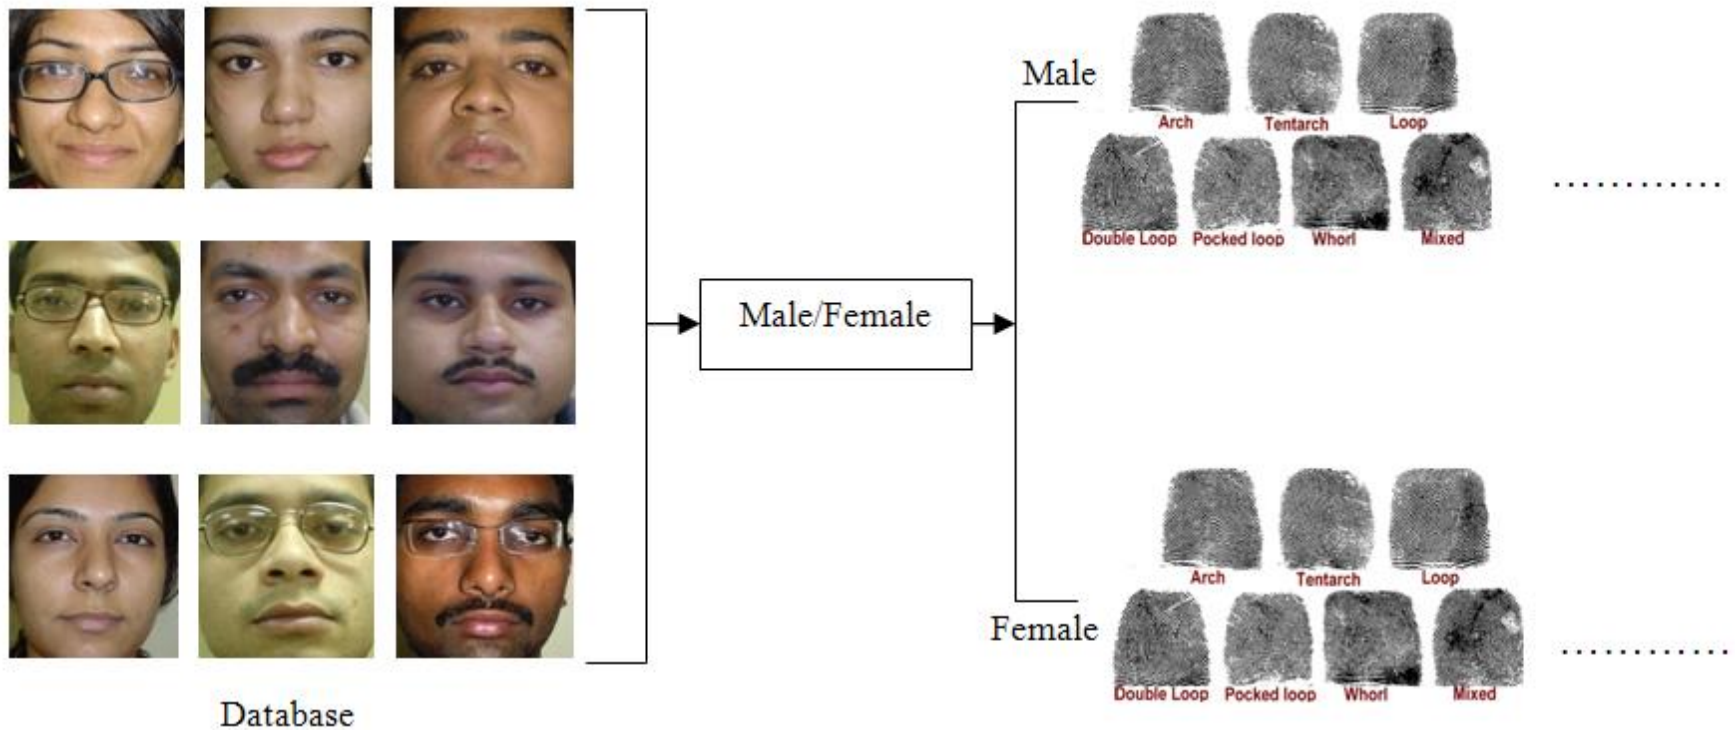 Male
Arch Tentarch Loop
Double Loop Pocked loop Whorl Mixed
............
Male/Female
Arch Tentarch Loop
Female
Double Loop Pocked loop Whorl Mixed
............
Database